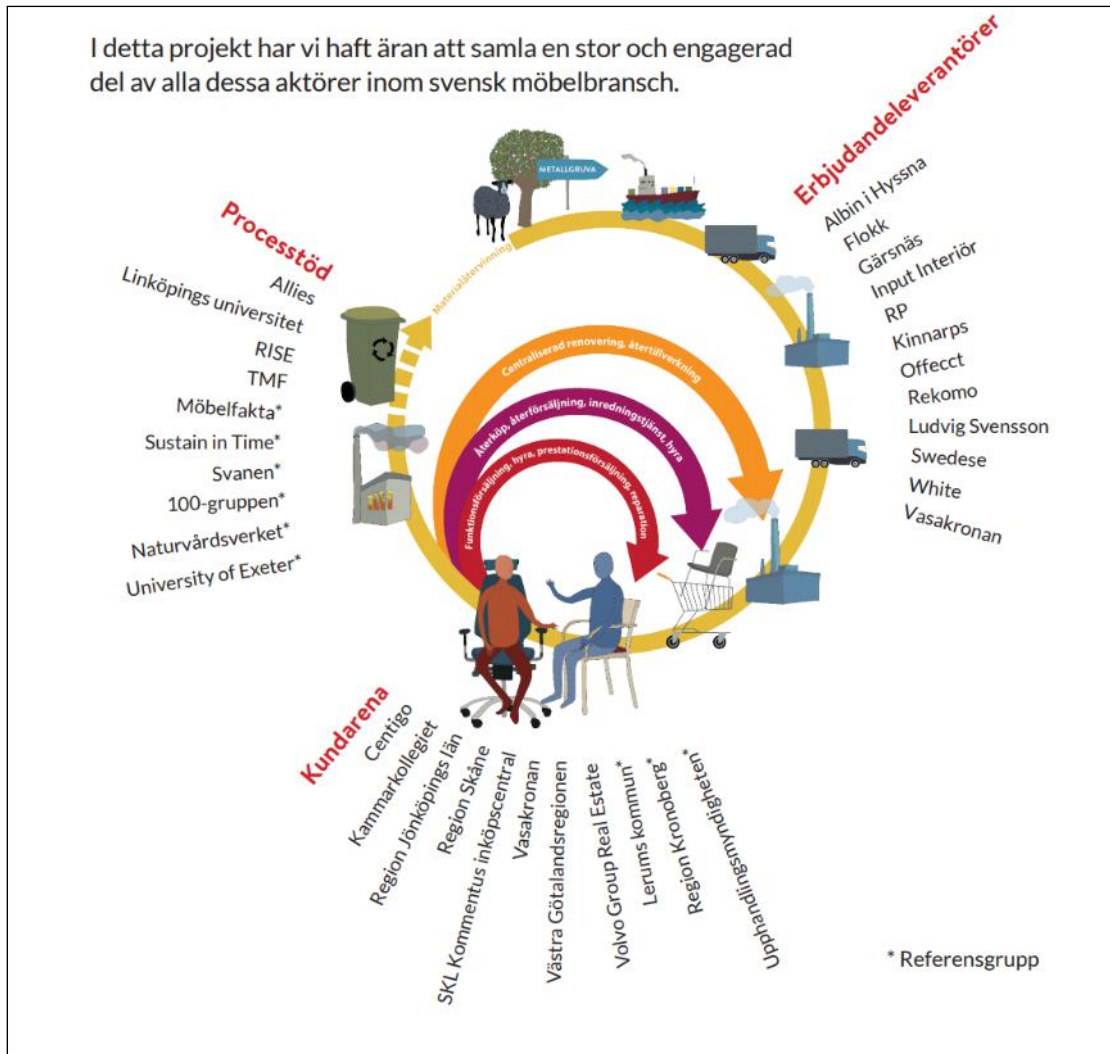 I detta projekt har vi haft äran att samla en stor och engagerad
del av alla dessa aktörer inom svensk möbelbransch.
Processtöd
Allies
Linköpings universitet
RISE
TMF
Möbelfakta*
Sustain in Time*
Svanen*
100-gruppen*
Naturvårdsverket*
University of Exeter*
METALLGRUVA
Materialåtervinning
Centraliserad renovering, återtillverkning
Återköp, återförsäljning, inredningstjänst, hyra
Funktionsförsäljning, hyra, prestationsförsäljning, reparation
Erbjudandeleverantörer
Albin i Hyssna
Flokk
Gärsnäs
Input Interiör
RP
Kinnarps
Offecct
Rekomo
Ludvig Svensson
Swedese
White
Vasakronan
Kundarena
Centigo
Kammarkollegiet
Region Jönköpings län
Region Skåne
SKL Kommentus inköpscentral
Vasakronan
Västra Götalandsregionen
Volvo Group Real Estate
Lerums kommun*
Region Kronoberg*
Upphandlingsmyndigheten*
* Referensgrupp